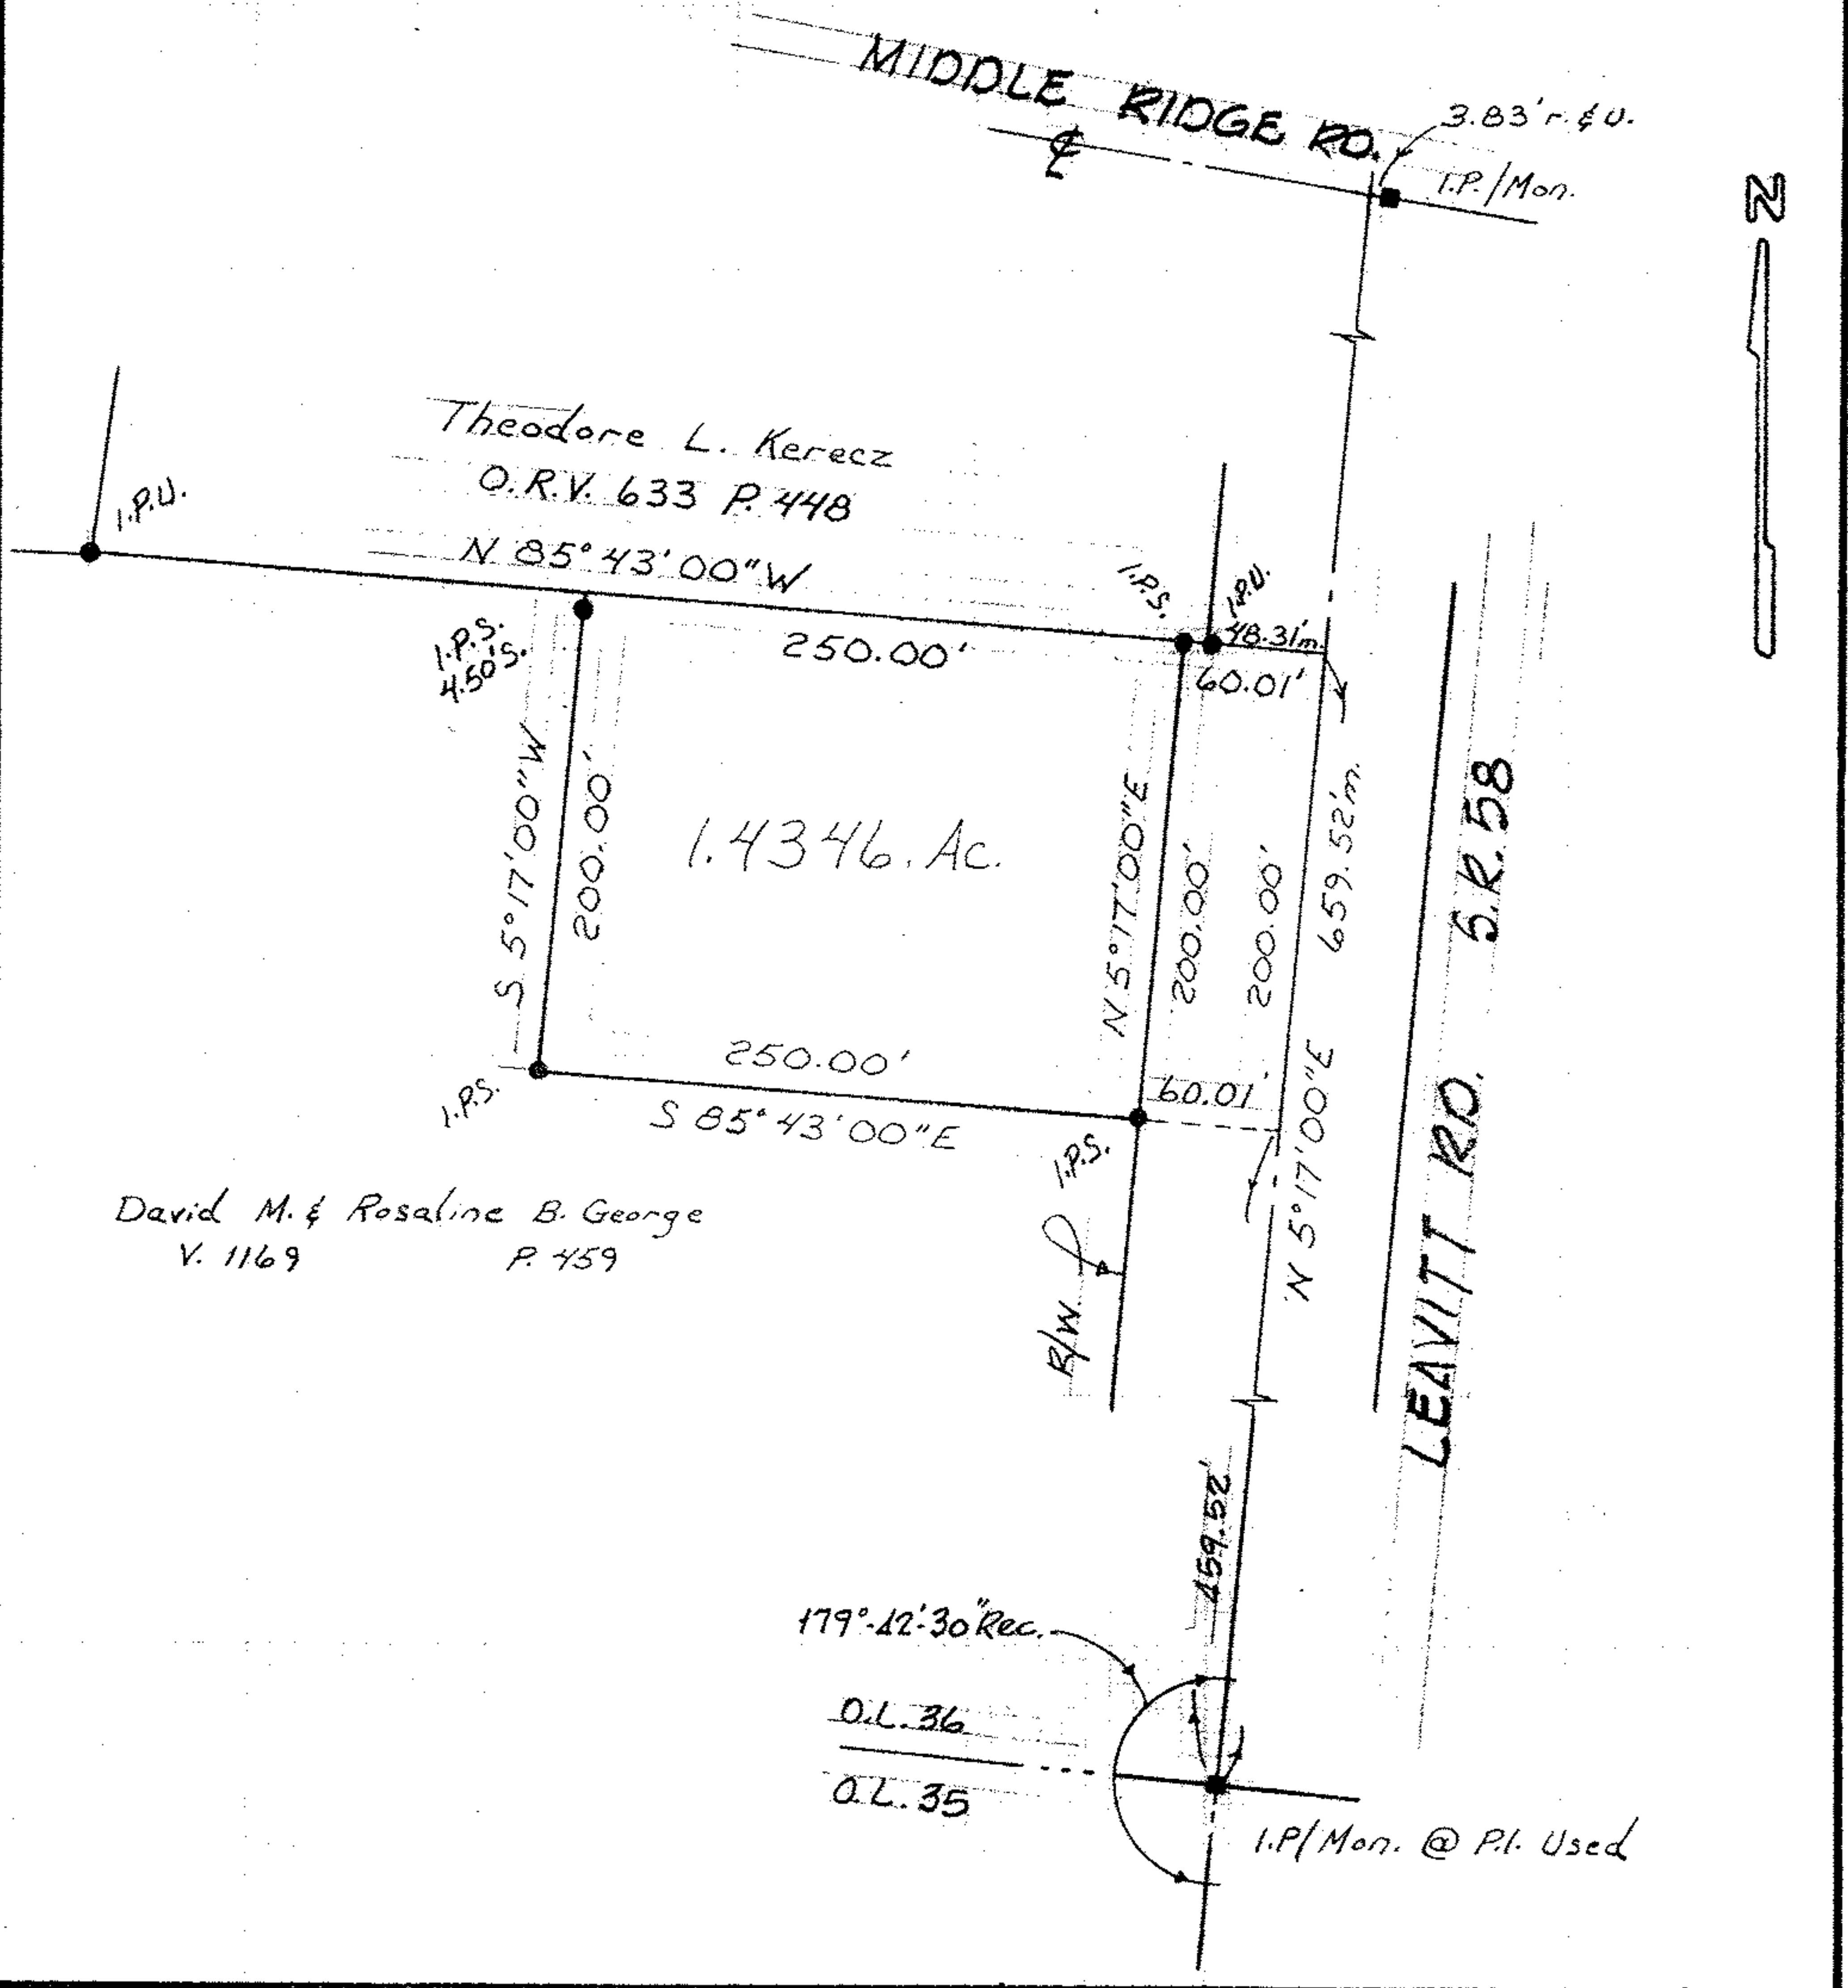 MIDDLE RIDGE RD.
3.83' r. & U.
I.P./Mon.
℄
N
Theodore L. Kerecz
O.R.V. 633 P. 448
N 85° 43' 00" W
I.P.U.
I.P.S.
4.50'S.
250.00'
I.P.S.
I.P.U.
48.31'm.
60.01'
S 5° 17' 00" W
200.00'
1.4346. Ac.
N 5° 17' 00" E
200.00'
200.00'
659.52'm.
N 5° 17' 00" E
LEAVITT RD. S.R. 58
250.00'
S 85° 43' 00" E
60.01'
I.P.S.
I.P.S.
David M. & Rosaline B. George
V. 1169 P. 459
R/W.
459.52'
179°-42'-30" Rec.
O.L. 36
O.L. 35
I.P/Mon. @ P.I. Used